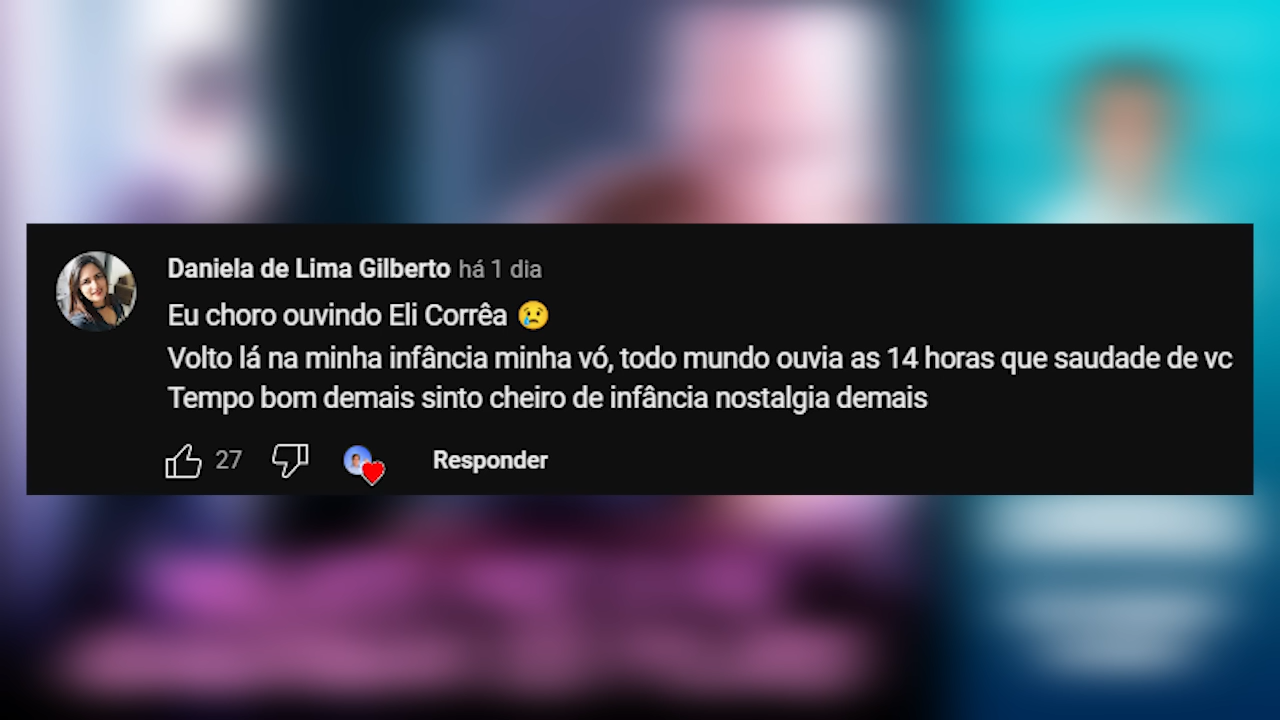 Daniela de Lima Gilberto há 1 dia
Eu choro ouvindo Eli Corrêa 😢
Volto lá na minha infância minha vó, todo mundo ouvia as 14 horas que saudade de vc
Tempo bom demais sinto cheiro de infância nostalgia demais
27 Responder